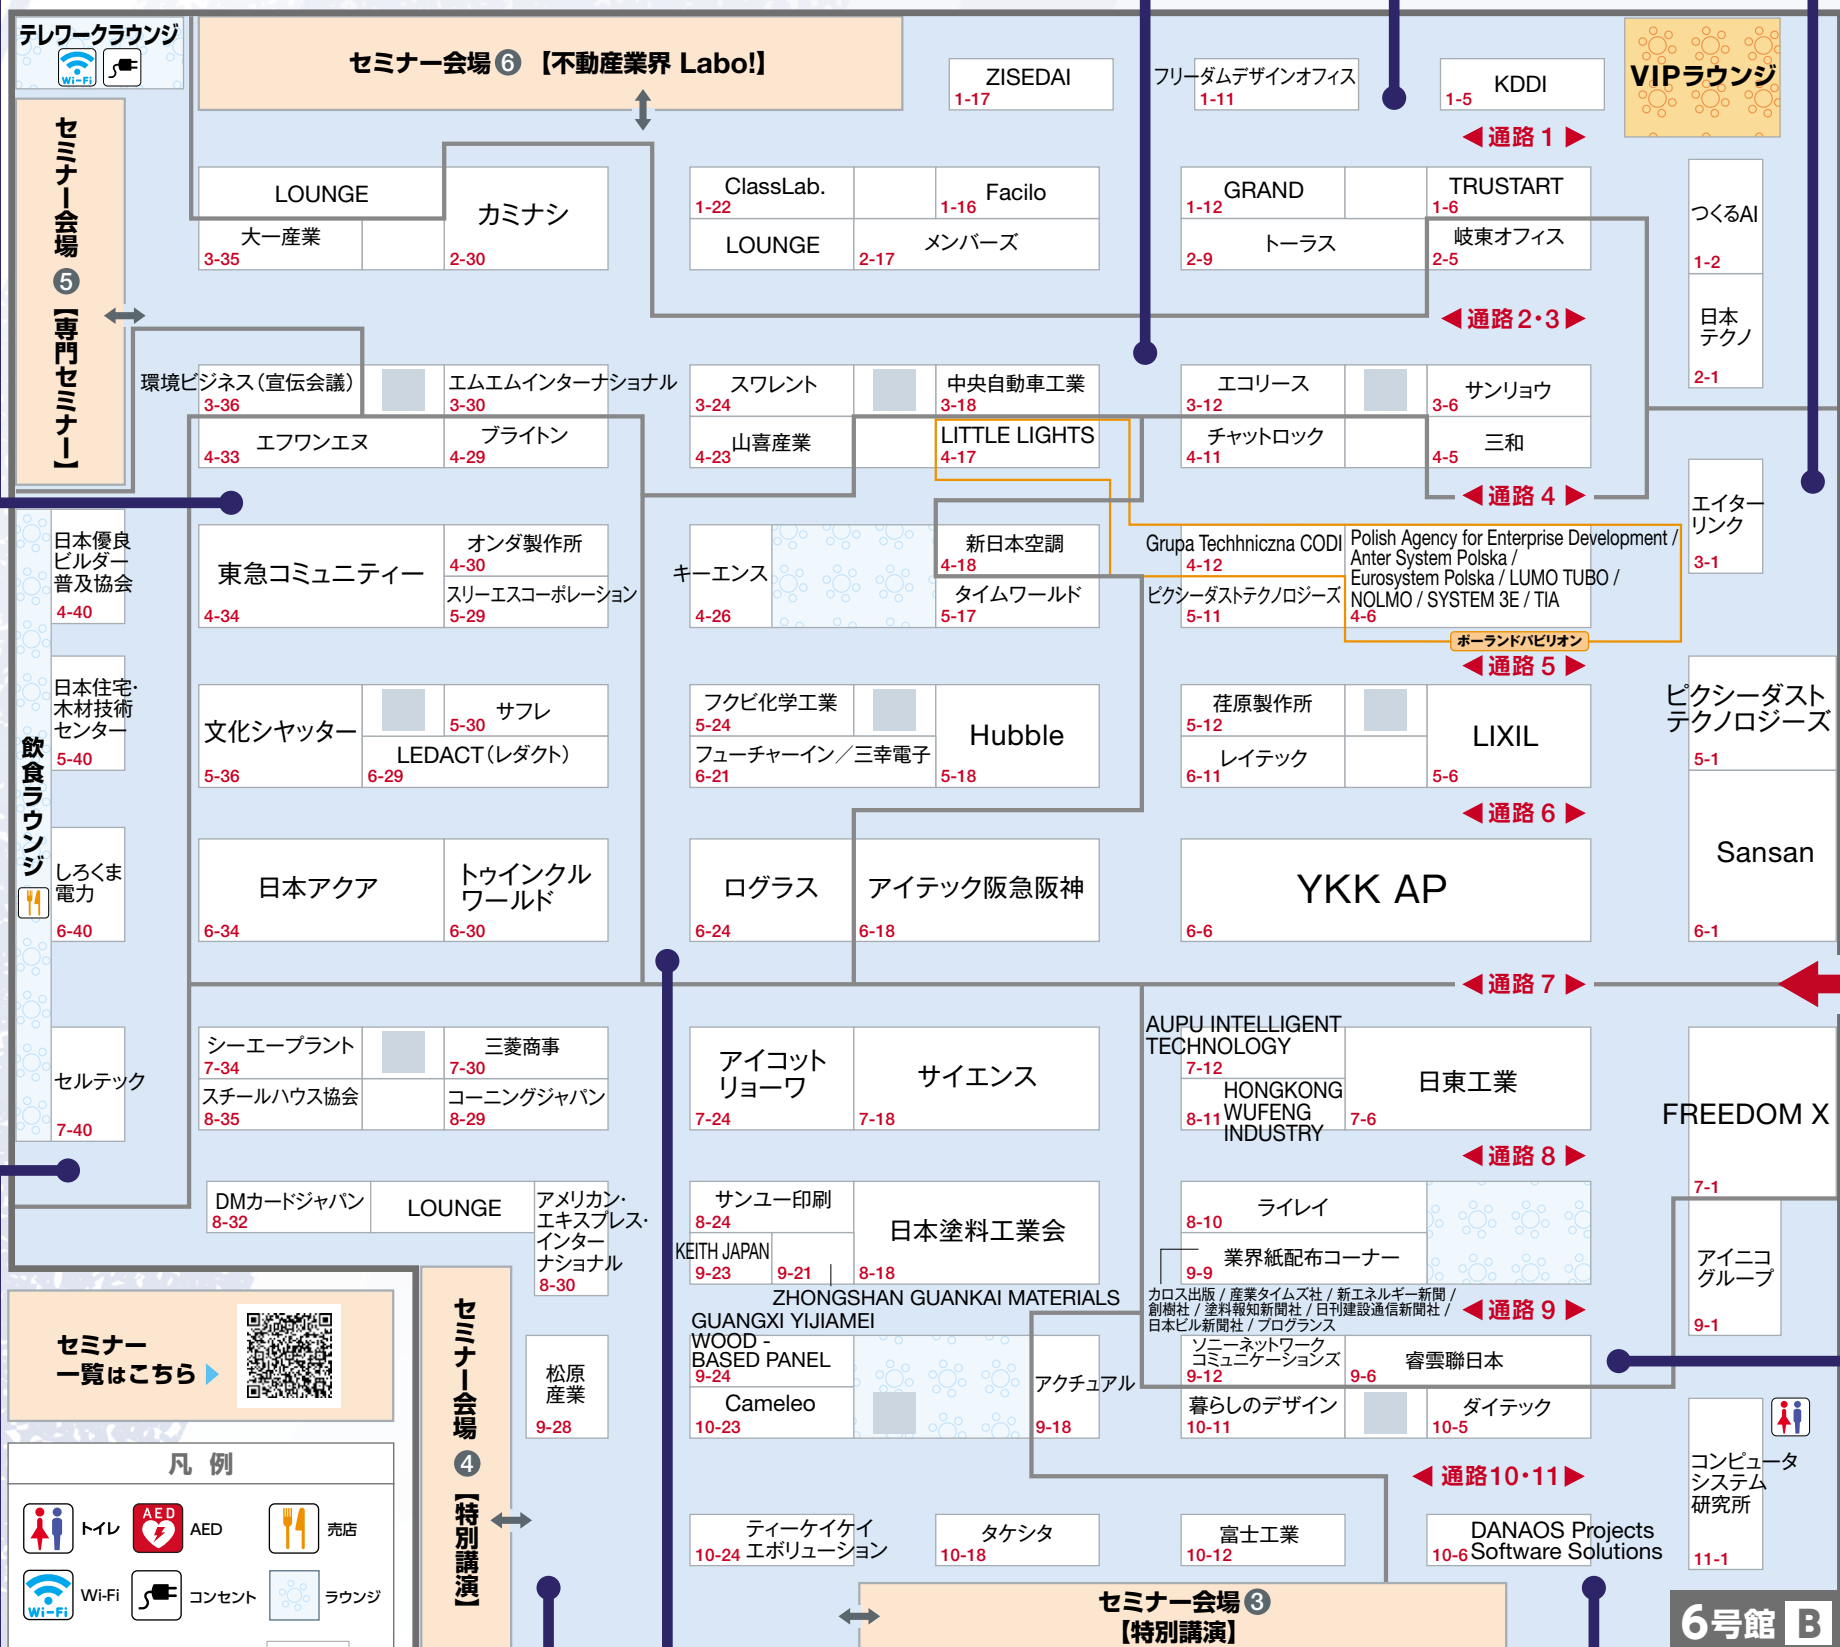 テレワークラウンジ
Wi-Fi
セミナー会場❻ 【不動産業界 Labo!】
ZISEDAI
1-17
フリーダムデザインオフィス
1-11
KDDI
1-5
VIPラウンジ
◀通路1▶
セミナー会場❺【専門セミナー】
LOUNGE
カミナシ
2-30
大一産業
3-35
ClassLab.
1-22
Facilo
1-16
LOUNGE
メンバーズ
2-17
GRAND
1-12
TRUSTART
1-6
トーラス
2-9
岐東オフィス
2-5
つくるAI
1-2
◀通路2・3▶
日本
テクノ
2-1
環境ビジネス(宣伝会議)
3-36
エムエムインターナショナル
3-30
エフワンエヌ
4-33
ブライトン
4-29
スワレント
3-24
中央自動車工業
3-18
山喜産業
4-23
LITTLE LIGHTS
4-17
エコリース
3-12
サンリョウ
3-6
チャットロック
4-11
三和
4-5
◀通路4▶
エイター
リンク
3-1
日本優良
ビルダー
普及協会
4-40
東急コミュニティー
4-34
オンダ製作所
4-30
スリーエスコーポレーション
5-29
キーエンス
4-26
新日本空調
4-18
タイムワールド
5-17
Grupa Techhniczna CODI
4-12
ピクシーダストテクノロジーズ
5-11
Polish Agency for Enterprise Development /
Anter System Polska /
Eurosystem Polska / LUMO TUBO /
NOLMO / SYSTEM 3E / TIA
4-6
ポーランドパビリオン
◀通路5▶
飲食ラウンジ
日本住宅・
木材技術
センター
5-40
文化シヤッター
5-36
サフレ
5-30
LEDACT(レダクト)
6-29
フクビ化学工業
5-24
フューチャーイン／三幸電子
6-21
Hubble
5-18
荏原製作所
5-12
レイテック
6-11
LIXIL
5-6
ピクシーダスト
テクノロジーズ
5-1
◀通路6▶
しろくま
電力
6-40
日本アクア
6-34
トゥインクル
ワールド
6-30
ログラス
6-24
アイテック阪急阪神
6-18
YKK AP
6-6
Sansan
6-1
◀通路7▶
セルテック
7-40
シーエープラント
7-34
三菱商事
7-30
スチールハウス協会
8-35
コーニングジャパン
8-29
アイコット
リョーワ
7-24
サイエンス
7-18
AUPU INTELLIGENT
TECHNOLOGY
7-12
HONGKONG
WUFENG
INDUSTRY
8-11
日東工業
7-6
FREEDOM X
7-1
◀通路8▶
DMカードジャパン
8-32
LOUNGE
アメリカン・
エキスプレス・
インター
ナショナル
8-30
サンユー印刷
8-24
KEITH JAPAN
9-23
9-21
ZHONGSHAN GUANKAI MATERIALS
日本塗料工業会
8-18
ライレイ
8-10
業界紙配布コーナー
9-9
カロス出版 / 産業タイムズ社 / 新エネルギー新聞 /
創樹社 / 塗料報知新聞社 / 日刊建設通信新聞社 /
日本ビル新聞社 / プログランス
◀通路9▶
アイニコ
グループ
9-1
セミナー
一覧はこちら
セミナー会場❹【特別講演】
松原
産業
9-28
GUANGXI YIJIAMEI
WOOD -
BASED PANEL
9-24
Cameleo
10-23
アクチュアル
9-18
ソニーネットワーク
コミュニケーションズ
9-12
睿雲聯日本
9-6
暮らしのデザイン
10-11
ダイテック
10-5
◀通路10・11▶
コンピュータ
システム
研究所
11-1
ティーケイケイ
エボリューション
10-24
タケシタ
10-18
富士工業
10-12
DANAOS Projects
Software Solutions
10-6
セミナー会場❸
【特別講演】
凡 例
トイレ
AED
AED
売店
Wi-Fi
Wi-Fi
コンセント
ラウンジ
6号館 B